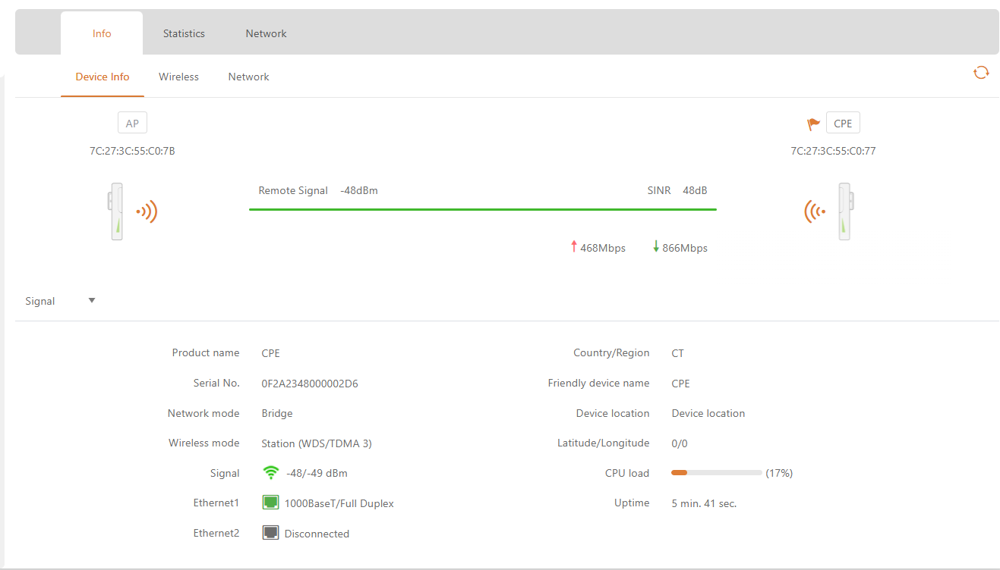 Info Statistics Network
Device Info Wireless Network
AP CPE
7C:27:3C:55:C0:7B 7C:27:3C:55:C0:77
Remote Signal -48dBm SINR 48dB
468Mbps 866Mbps
Signal
Product name CPE Country/Region CT
Serial No. 0F2A2348000002D6 Friendly device name CPE
Network mode Bridge Device location Device location
Wireless mode Station (WDS/TDMA 3) Latitude/Longitude 0/0
Signal -48/-49 dBm CPU load (17%)
Ethernet1 1000BaseT/Full Duplex Uptime 5 min. 41 sec.
Ethernet2 Disconnected